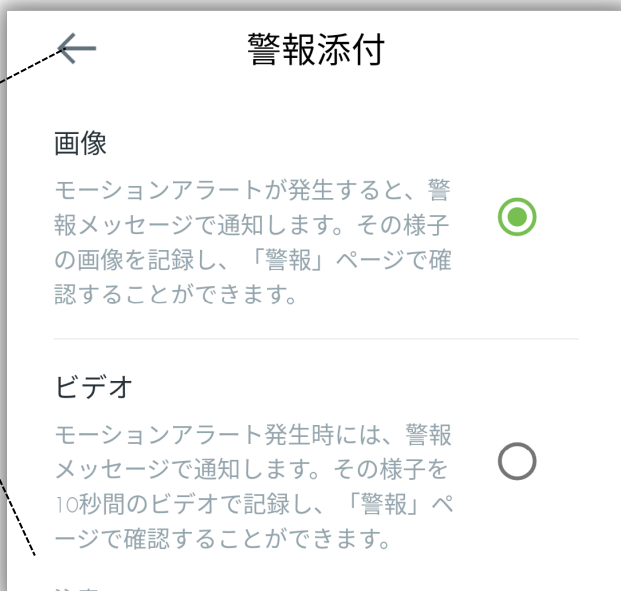 警報添付
画像
モーションアラートが発生すると、警
報メッセージで通知します。その様子
の画像を記録し、「警報」ページで確
認することができます。
ビデオ
モーションアラート発生時には、警報
メッセージで通知します。その様子を
10秒間のビデオで記録し、「警報」ペ
ージで確認することができます。